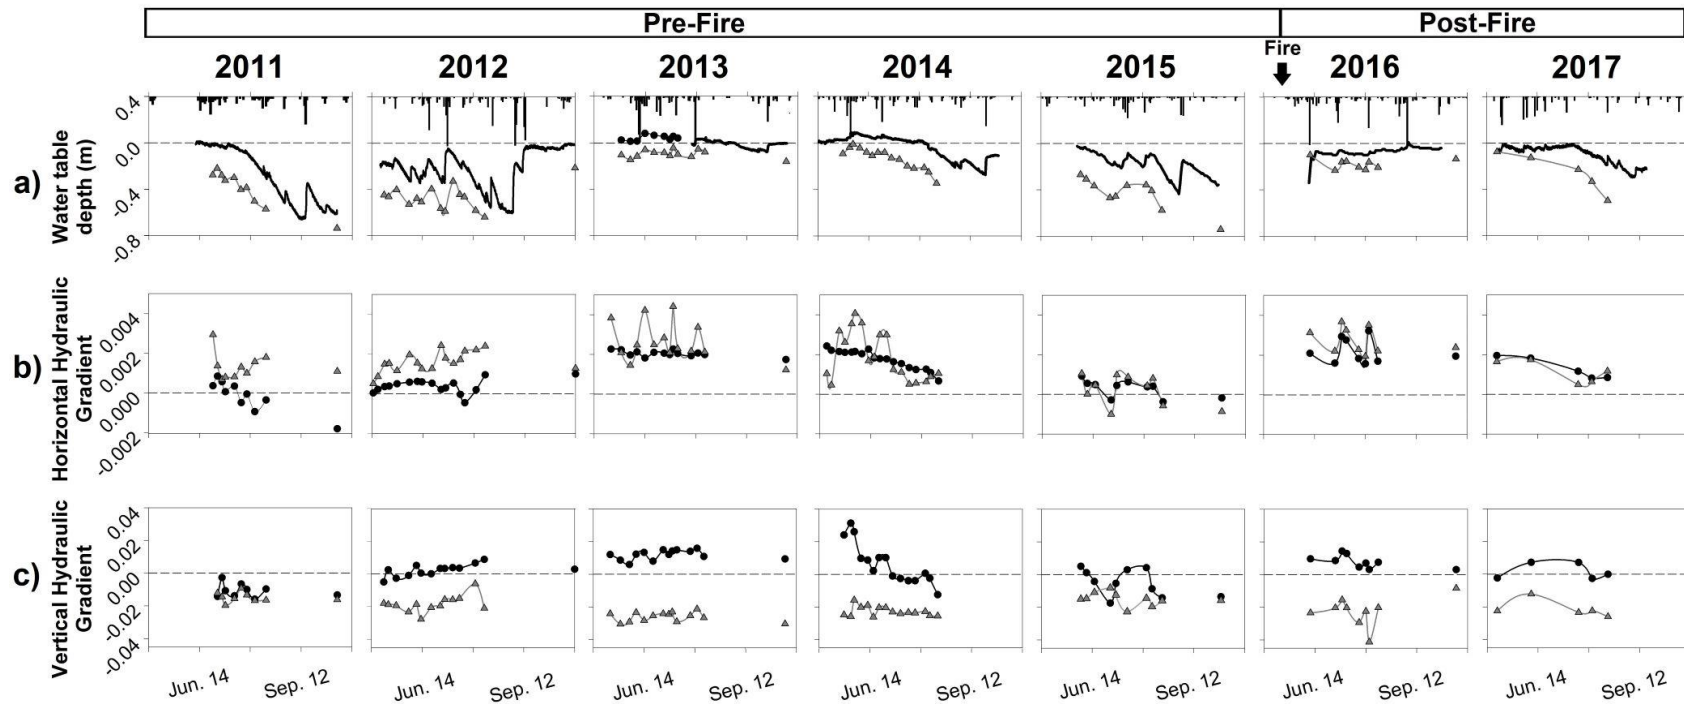 Pre-Fire Post-Fire
Fire
2011 2012 2013 2014 2015 2016 2017
a) Water table depth (m)
0.4
0.0
-0.4
-0.8
b) Horizontal Hydraulic Gradient
0.004
0.002
0.000
-0.002
c) Vertical Hydraulic Gradient
0.04
0.02
0.00
-0.02
-0.04
Jun. 14 Sep. 12 Jun. 14 Sep. 12 Jun. 14 Sep. 12 Jun. 14 Sep. 12 Jun. 14 Sep. 12 Jun. 14 Sep. 12 Jun. 14 Sep. 12